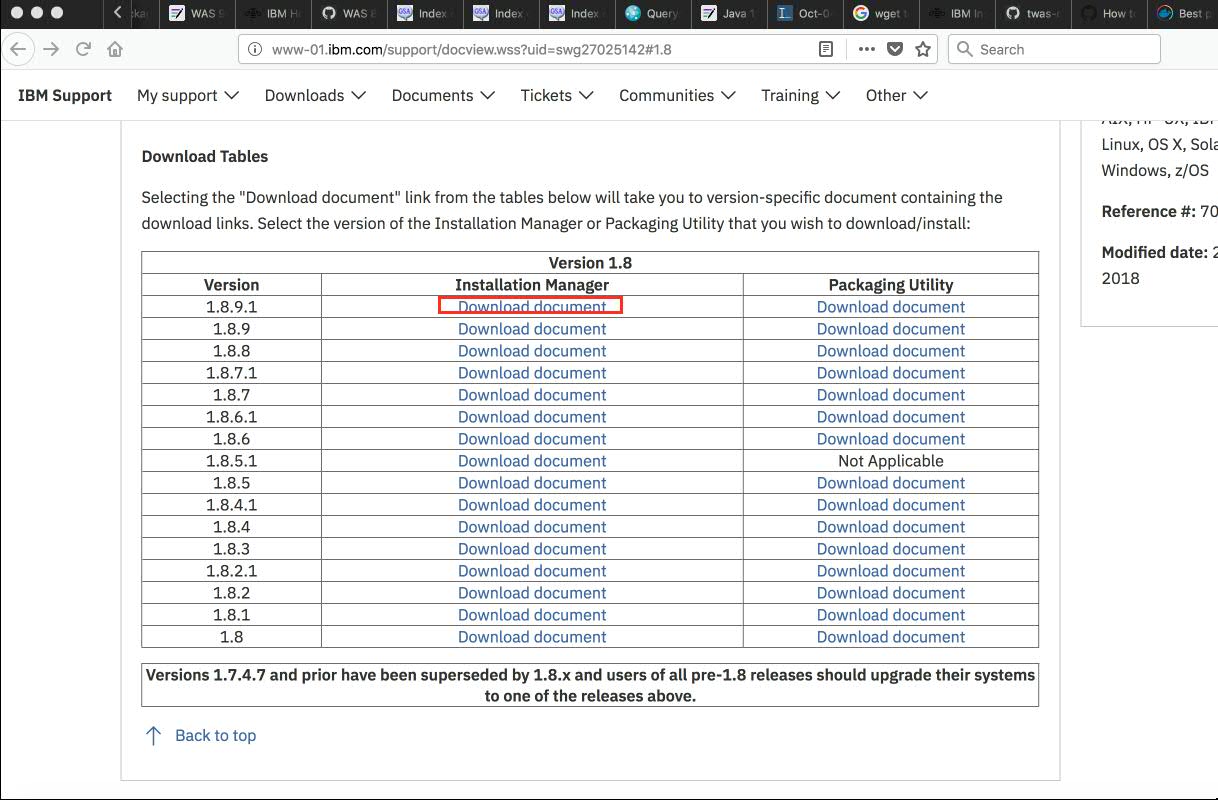 WAS 9
IBM H
WAS 8
Index
Index
Index
Query
Java 1
Oct-0
wget
IBM In
twas-
How t
Best p
www-01.ibm.com/support/docview.wss?uid=swg27025142#1.8
Search
IBM Support My support Downloads Documents Tickets Communities Training Other
Linux, OS X, Sola
Windows, z/OS
Reference #: 70
Modified date: 2
2018
Download Tables
Selecting the "Download document" link from the tables below will take you to version-specific document containing the
download links. Select the version of the Installation Manager or Packaging Utility that you wish to download/install:
Version 1.8
Version Installation Manager Packaging Utility
1.8.9.1 Download document Download document
1.8.9 Download document Download document
1.8.8 Download document Download document
1.8.7.1 Download document Download document
1.8.7 Download document Download document
1.8.6.1 Download document Download document
1.8.6 Download document Download document
1.8.5.1 Download document Not Applicable
1.8.5 Download document Download document
1.8.4.1 Download document Download document
1.8.4 Download document Download document
1.8.3 Download document Download document
1.8.2.1 Download document Download document
1.8.2 Download document Download document
1.8.1 Download document Download document
1.8 Download document Download document
Versions 1.7.4.7 and prior have been superseded by 1.8.x and users of all pre-1.8 releases should upgrade their systems
to one of the releases above.
Back to top